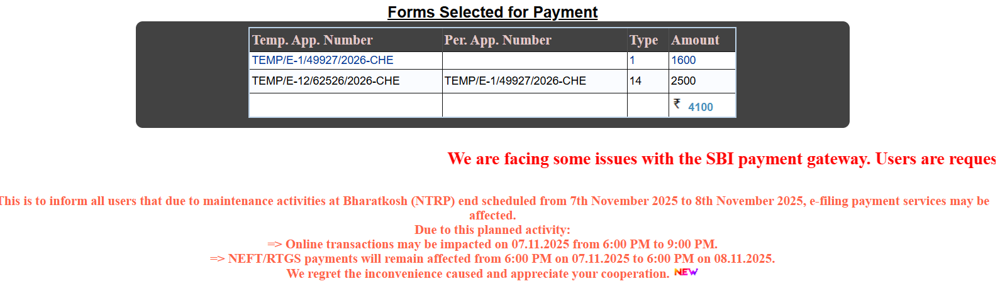 Forms Selected for Payment
Temp. App. Number Per. App. Number Type Amount
TEMP/E-1/49927/2026-CHE 1 1600
TEMP/E-12/62526/2026-CHE TEMP/E-1/49927/2026-CHE 14 2500
₹ 4100
We are facing some issues with the SBI payment gateway. Users are reques
This is to inform all users that due to maintenance activities at Bharatkosh (NTRP) end scheduled from 7th November 2025 to 8th November 2025, e-filing payment services may be
affected.
Due to this planned activity:
=> Online transactions may be impacted on 07.11.2025 from 6:00 PM to 9:00 PM.
=> NEFT/RTGS payments will remain affected from 6:00 PM on 07.11.2025 to 6:00 PM on 08.11.2025.
We regret the inconvenience caused and appreciate your cooperation. NEW